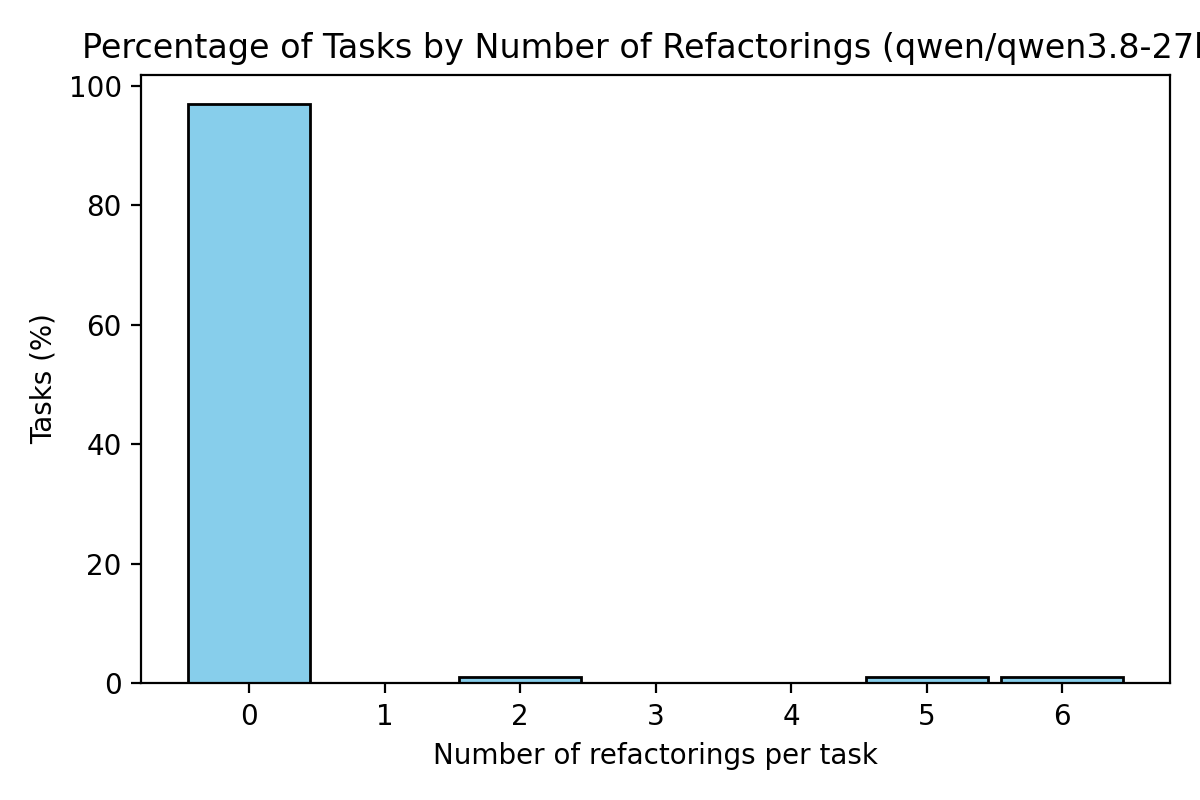 Percentage of Tasks by Number of Refactorings (qwen/qwen3.8-27
100
80
60
40
20
0
Tasks (%)
0 1 2 3 4 5 6
Number of refactorings per task